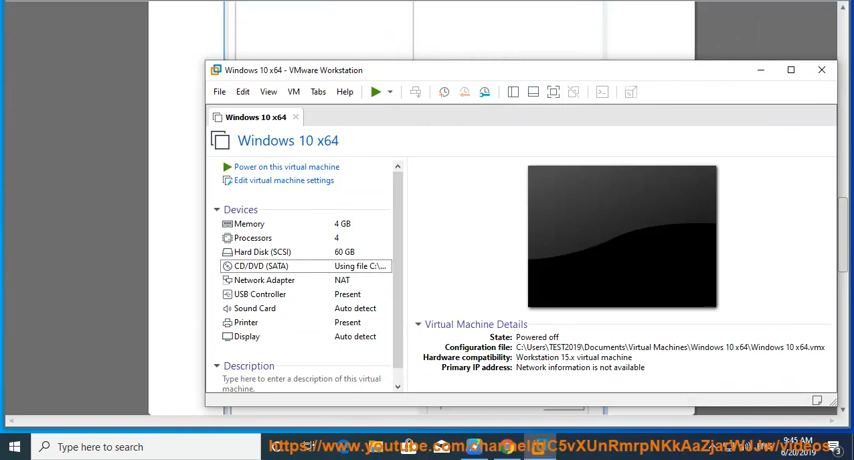 Windows 10 x64 - VMware Workstation
File Edit View VM Tabs Help
Windows 10 x64
Windows 10 x64
Power on this virtual machine
Edit virtual machine settings
Devices
Memory 4 GB
Processors 4
Hard Disk (SCSI) 60 GB
CD/DVD (SATA) Using file C:\...
Network Adapter NAT
USB Controller Present
Sound Card Auto detect
Printer Present
Display Auto detect
Description
Type here to enter a description of this virtual
machine.
Virtual Machine Details
State: Powered off
Configuration file: C:\Users\TEST2019\Documents\Virtual Machines\Windows 10 x64\Windows 10 x64.vmx
Hardware compatibility: Workstation 15.x virtual machine
Primary IP address: Network information is not available
Type here to search
9:45 AM
6/20/2019
3